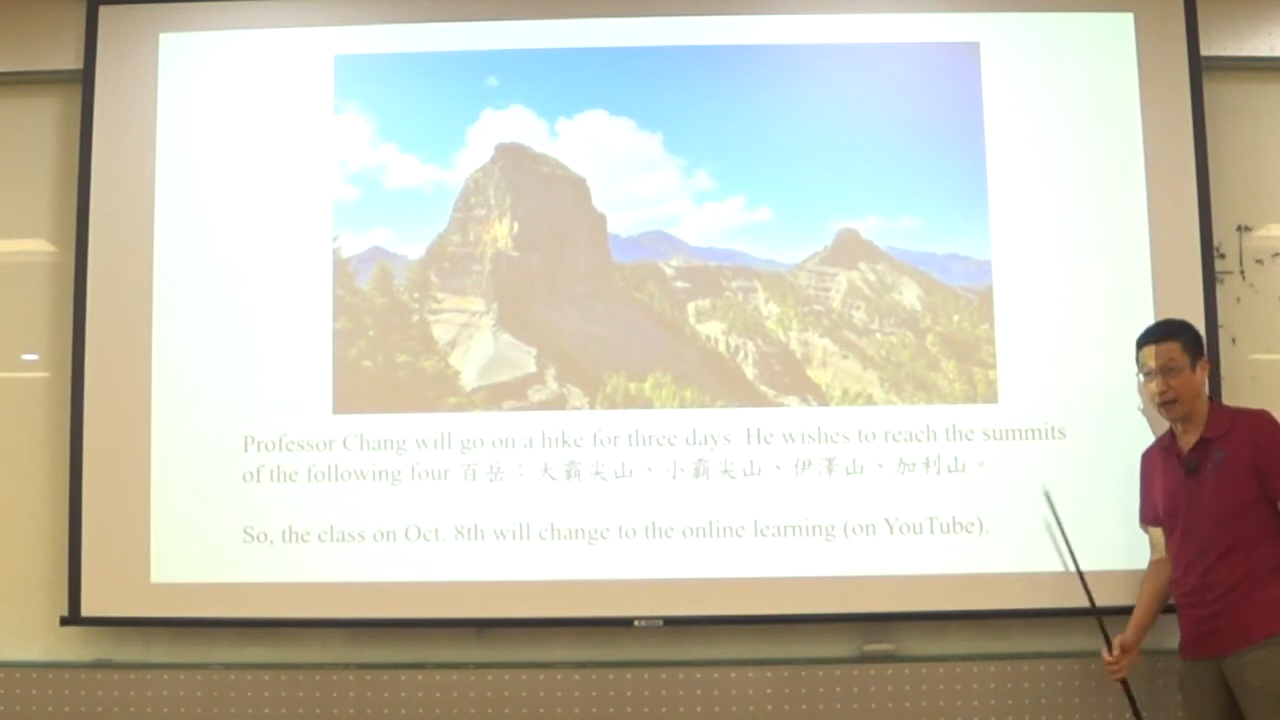 Professor Chang will go on a hike for three days. He wishes to reach the summits
of the following four 百岳：大霸尖山、小霸尖山、伊澤山、加利山。
So, the class on Oct. 8th will change to the online learning (on YouTube).